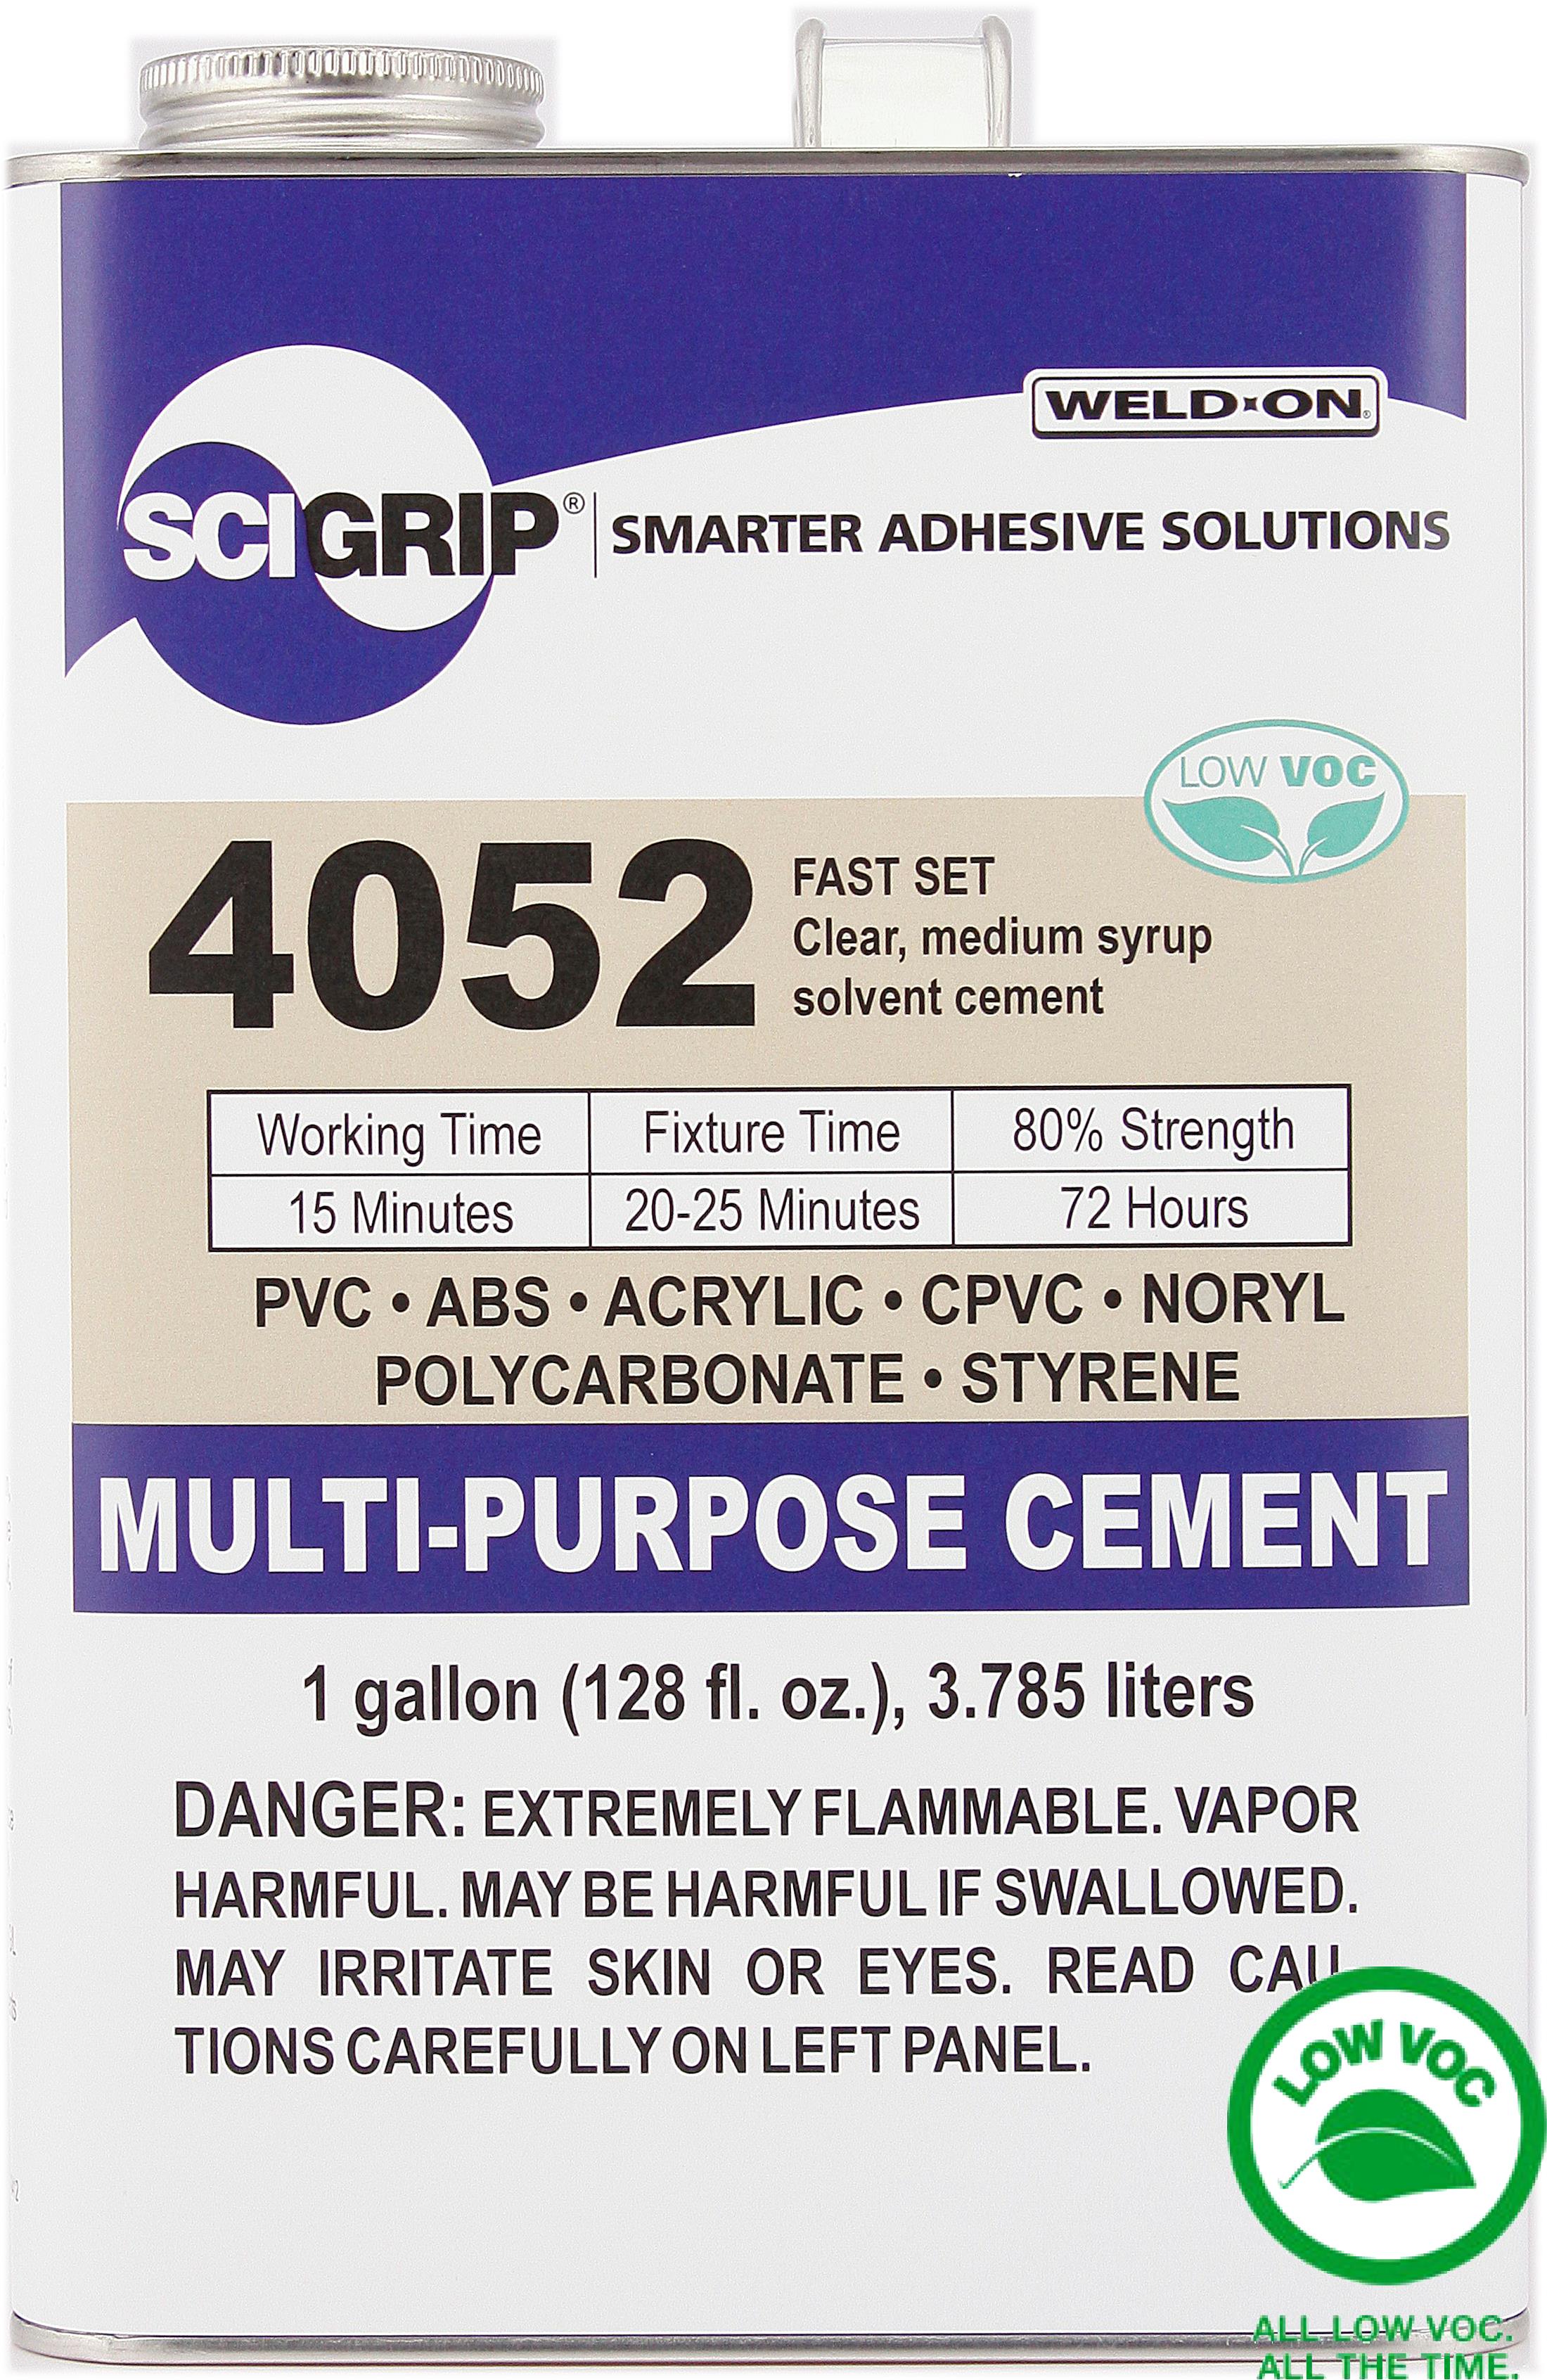 WELD-ON®
SCIGRIP® SMARTER ADHESIVE SOLUTIONS
LOW VOC
4052
FAST SET
Clear, medium syrup
solvent cement
Working Time Fixture Time 80% Strength
15 Minutes 20-25 Minutes 72 Hours
PVC • ABS • ACRYLIC • CPVC • NORYL
POLYCARBONATE • STYRENE
MULTI-PURPOSE CEMENT
1 gallon (128 fl. oz.), 3.785 liters
DANGER: EXTREMELY FLAMMABLE. VAPOR
HARMFUL. MAY BE HARMFUL IF SWALLOWED.
MAY IRRITATE SKIN OR EYES. READ CAU
TIONS CAREFULLY ON LEFT PANEL.
LOW VOC
ALL LOW VOC.
ALL THE TIME.